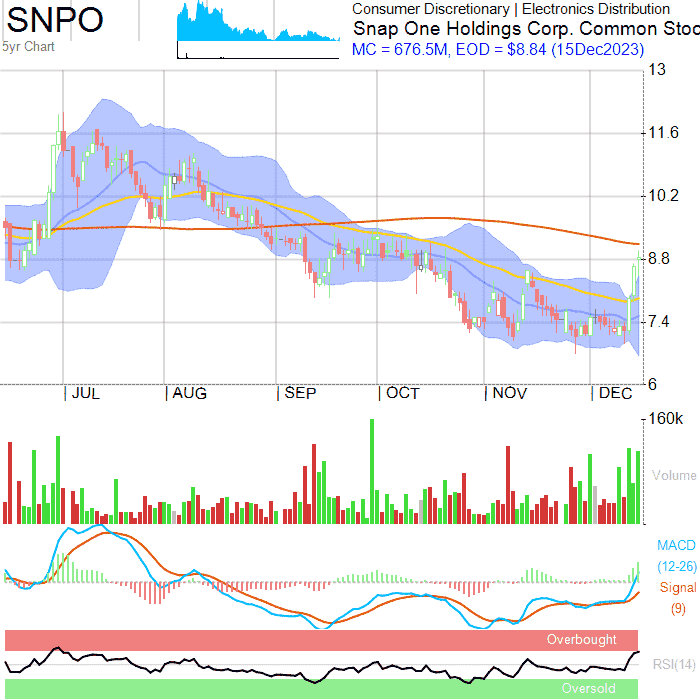 SNPO
5yr Chart
Consumer Discretionary | Electronics Distribution
Snap One Holdings Corp. Common Stoc
MC = 676.5M, EOD = $8.84 (15Dec2023)
13
11.6
10.2
8.8
7.4
6
| JUL | AUG | SEP | OCT | NOV | DEC
160k
Volume
MACD
(12-26)
Signal
(9)
Overbought
RSI(14)
Oversold